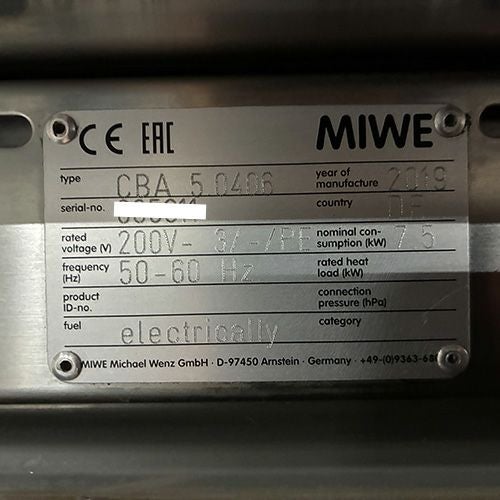 CE EAC MIWE
type CBA 5.0406 year of manufacture 2019
serial-no. country DE
rated voltage (V) 200V- 3/-/PE nominal consumption (kW) 7 5
frequency (Hz) 50-60 Hz rated heat load (kW)
product ID-no. connection pressure (hPa)
fuel electrically category
MIWE Michael Wenz GmbH · D-97450 Arnstein · Germany · +49-(0)9363-68